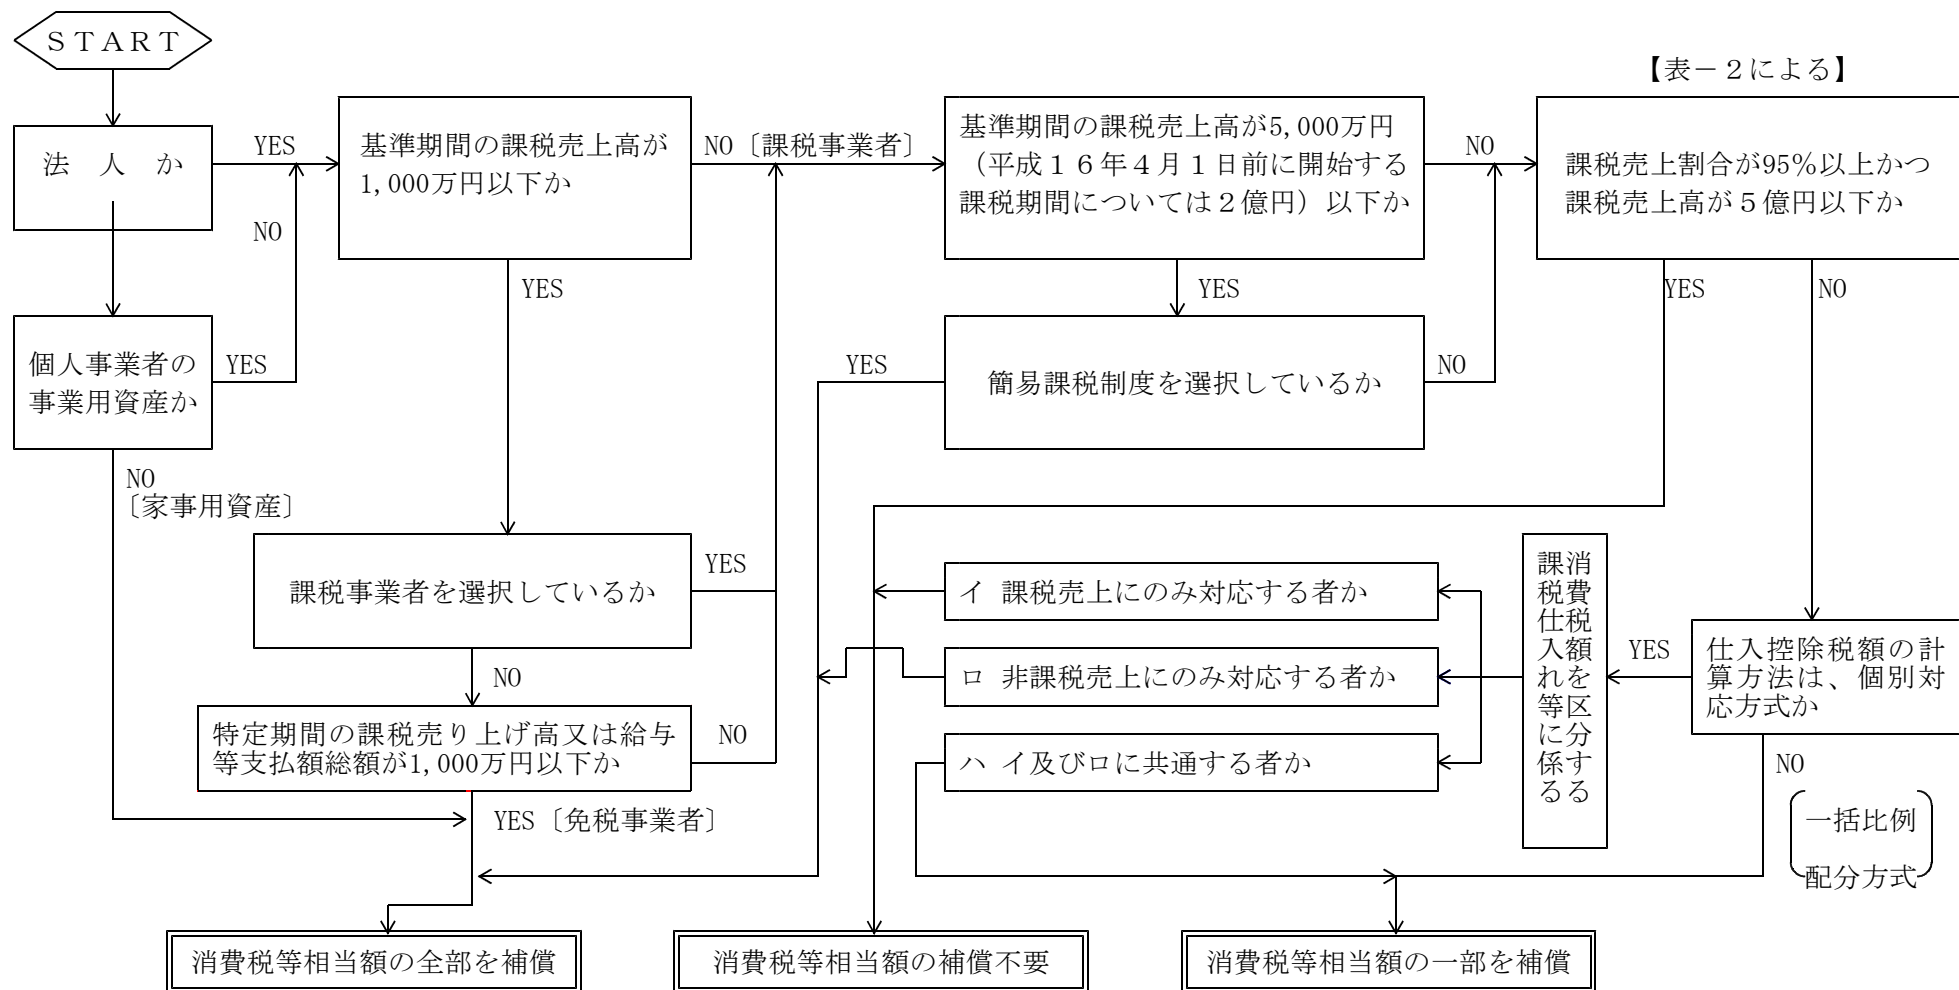 ＳＴＡＲＴ
【表－２による】
法　人　か
YES
NO
基準期間の課税売上高が
1,000万円以下か
NO〔課税事業者〕
YES
基準期間の課税売上高が5,000万円
（平成１６年４月１日前に開始する
課税期間については２億円）以下か
NO
YES
課税売上割合が95％以上かつ
課税売上高が５億円以下か
YES
NO
個人事業者の
事業用資産か
YES
NO
〔家事用資産〕
簡易課税制度を選択しているか
YES
NO
課税事業者を選択しているか
YES
NO
特定期間の課税売り上げ高又は給与
等支払額総額が1,000万円以下か
NO
YES〔免税事業者〕
イ 課税売上にのみ対応する者か
ロ 非課税売上にのみ対応する者か
ハ イ及びロに共通する者か
消費税額を区分する
課税仕入れ等に係る
YES
仕入控除税額の計
算方法は、個別対
応方式か
NO
一括比例
配分方式
消費税等相当額の全部を補償
消費税等相当額の補償不要
消費税等相当額の一部を補償